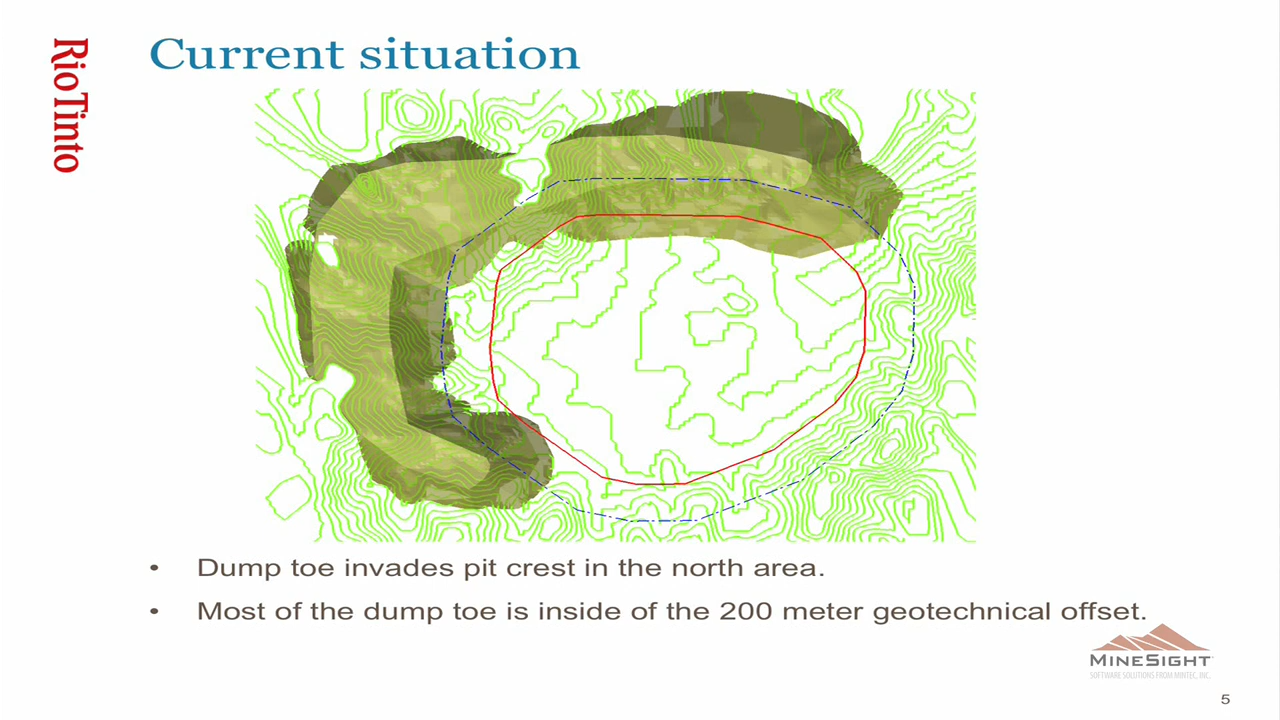 RioTinto
Current situation
• Dump toe invades pit crest in the north area.
• Most of the dump toe is inside of the 200 meter geotechnical offset.
MINESIGHT
SOFTWARE SOLUTIONS FROM MINTEC, INC.
5